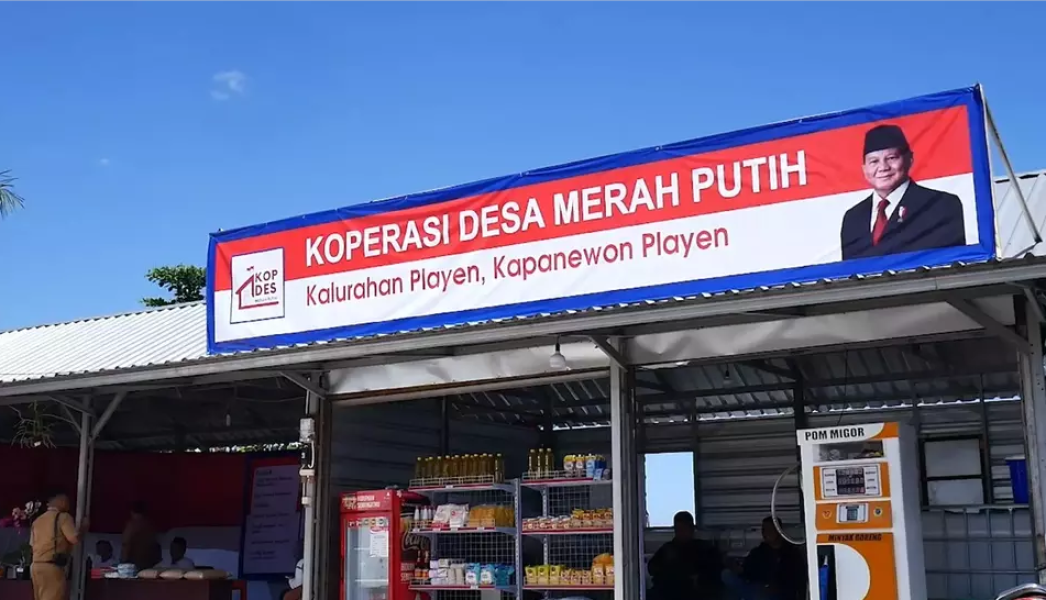 KOPERASI DESA MERAH PUTIH
Kalurahan Playen, Kapanewon Playen
KOP
DES
POM MIGOR
MINYAK GORENG